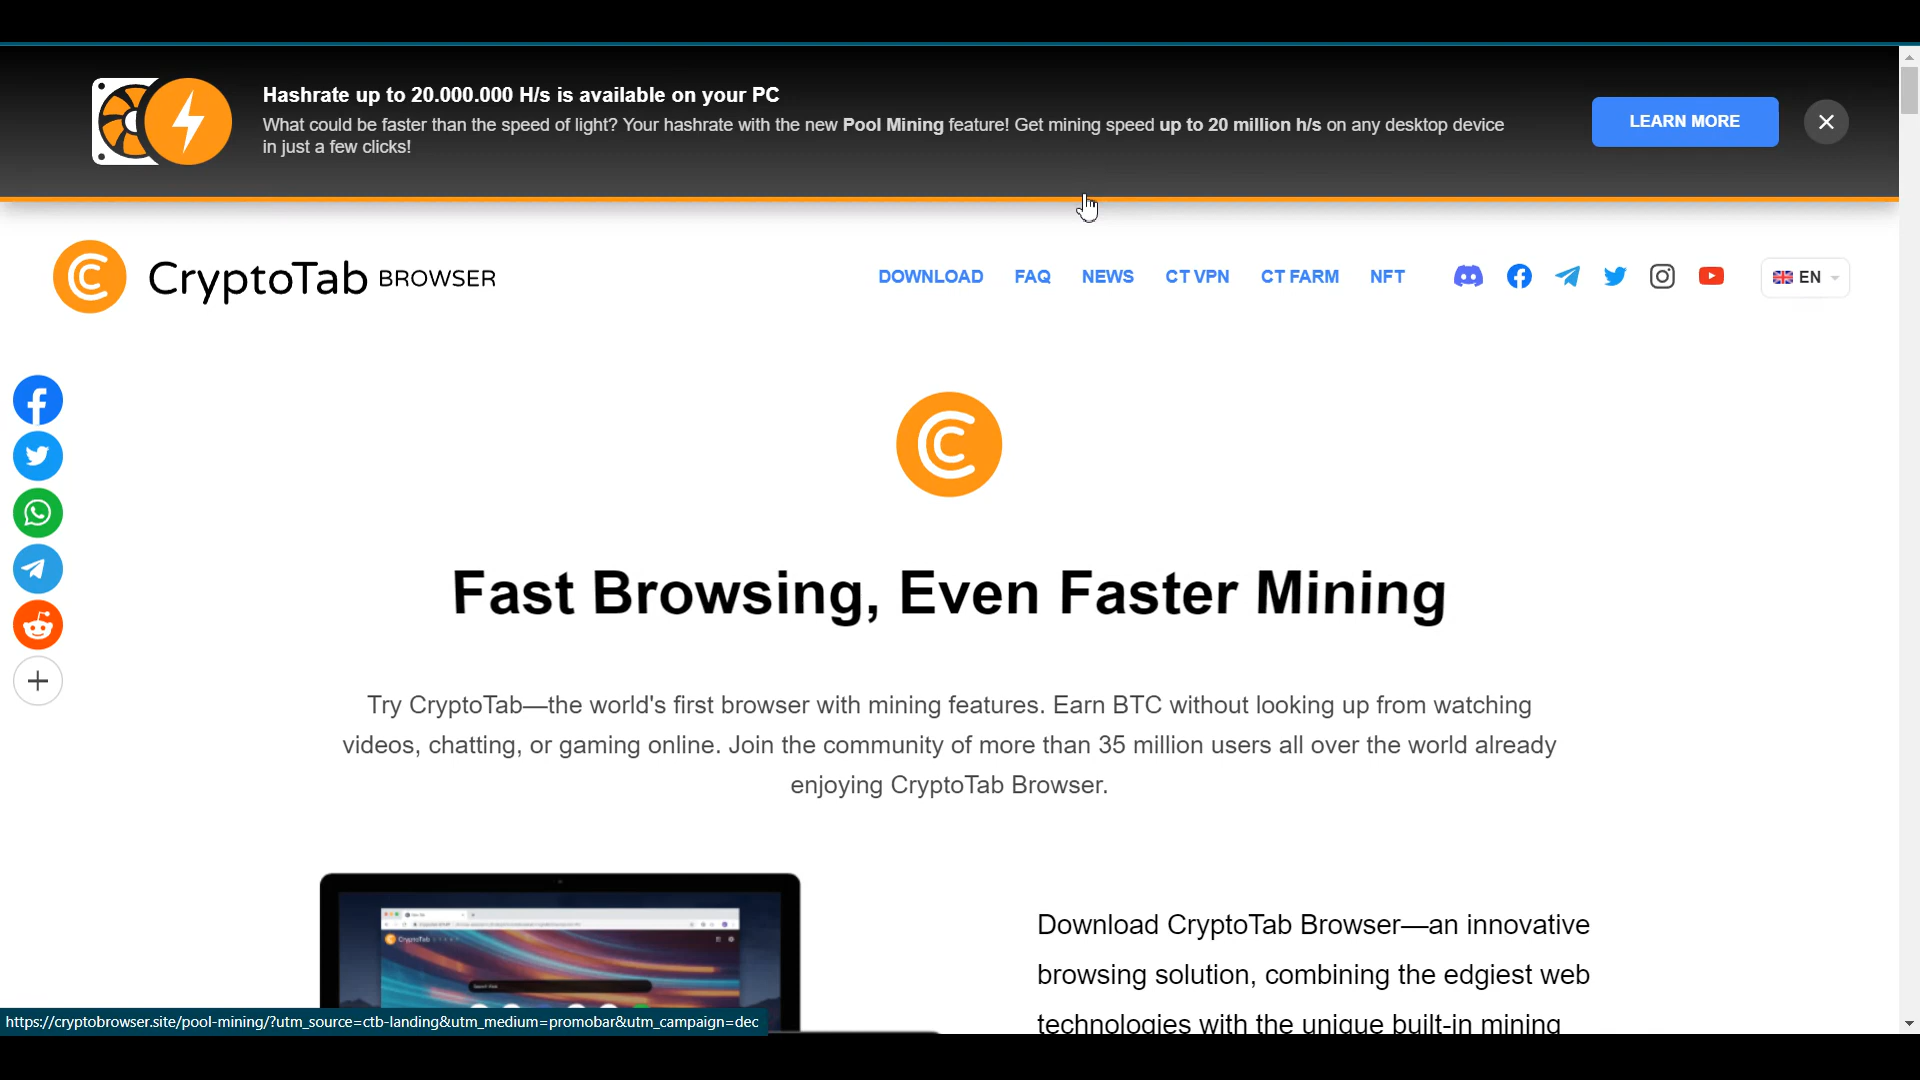 Hashrate up to 20.000.000 H/s is available on your PC
What could be faster than the speed of light? Your hashrate with the new Pool Mining feature! Get mining speed up to 20 million h/s on any desktop device
in just a few clicks!
LEARN MORE
CryptoTab BROWSER
DOWNLOAD FAQ NEWS CT VPN CT FARM NFT EN
Fast Browsing, Even Faster Mining
Try CryptoTab—the world's first browser with mining features. Earn BTC without looking up from watching
videos, chatting, or gaming online. Join the community of more than 35 million users all over the world already
enjoying CryptoTab Browser.
CryptoTab
Download CryptoTab Browser—an innovative
browsing solution, combining the edgiest web
technologies with the unique built-in mining
https://cryptobrowser.site/pool-mining/?utm_source=ctb-landing&utm_medium=promobar&utm_campaign=dec